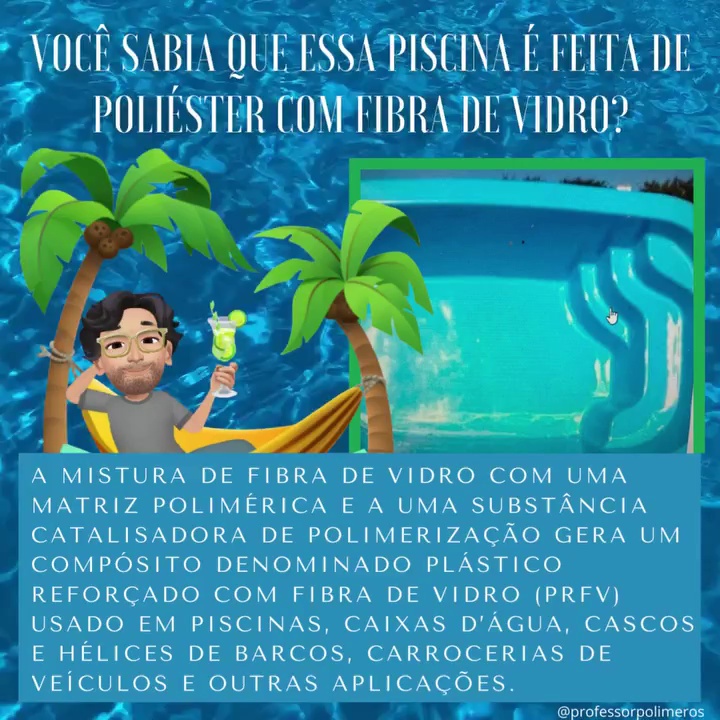 VOCÊ SABIA QUE ESSA PISCINA É FEITA DE
POLIÉSTER COM FIBRA DE VIDRO?
A MISTURA DE FIBRA DE VIDRO COM UMA
MATRIZ POLIMÉRICA E A UMA SUBSTÂNCIA
CATALISADORA DE POLIMERIZAÇÃO GERA UM
COMPÓSITO DENOMINADO PLÁSTICO
REFORÇADO COM FIBRA DE VIDRO (PRFV)
USADO EM PISCINAS, CAIXAS D'ÁGUA, CASCOS
E HÉLICES DE BARCOS, CARROCERIAS DE
VEÍCULOS E OUTRAS APLICAÇÕES.
@professorpolimeros